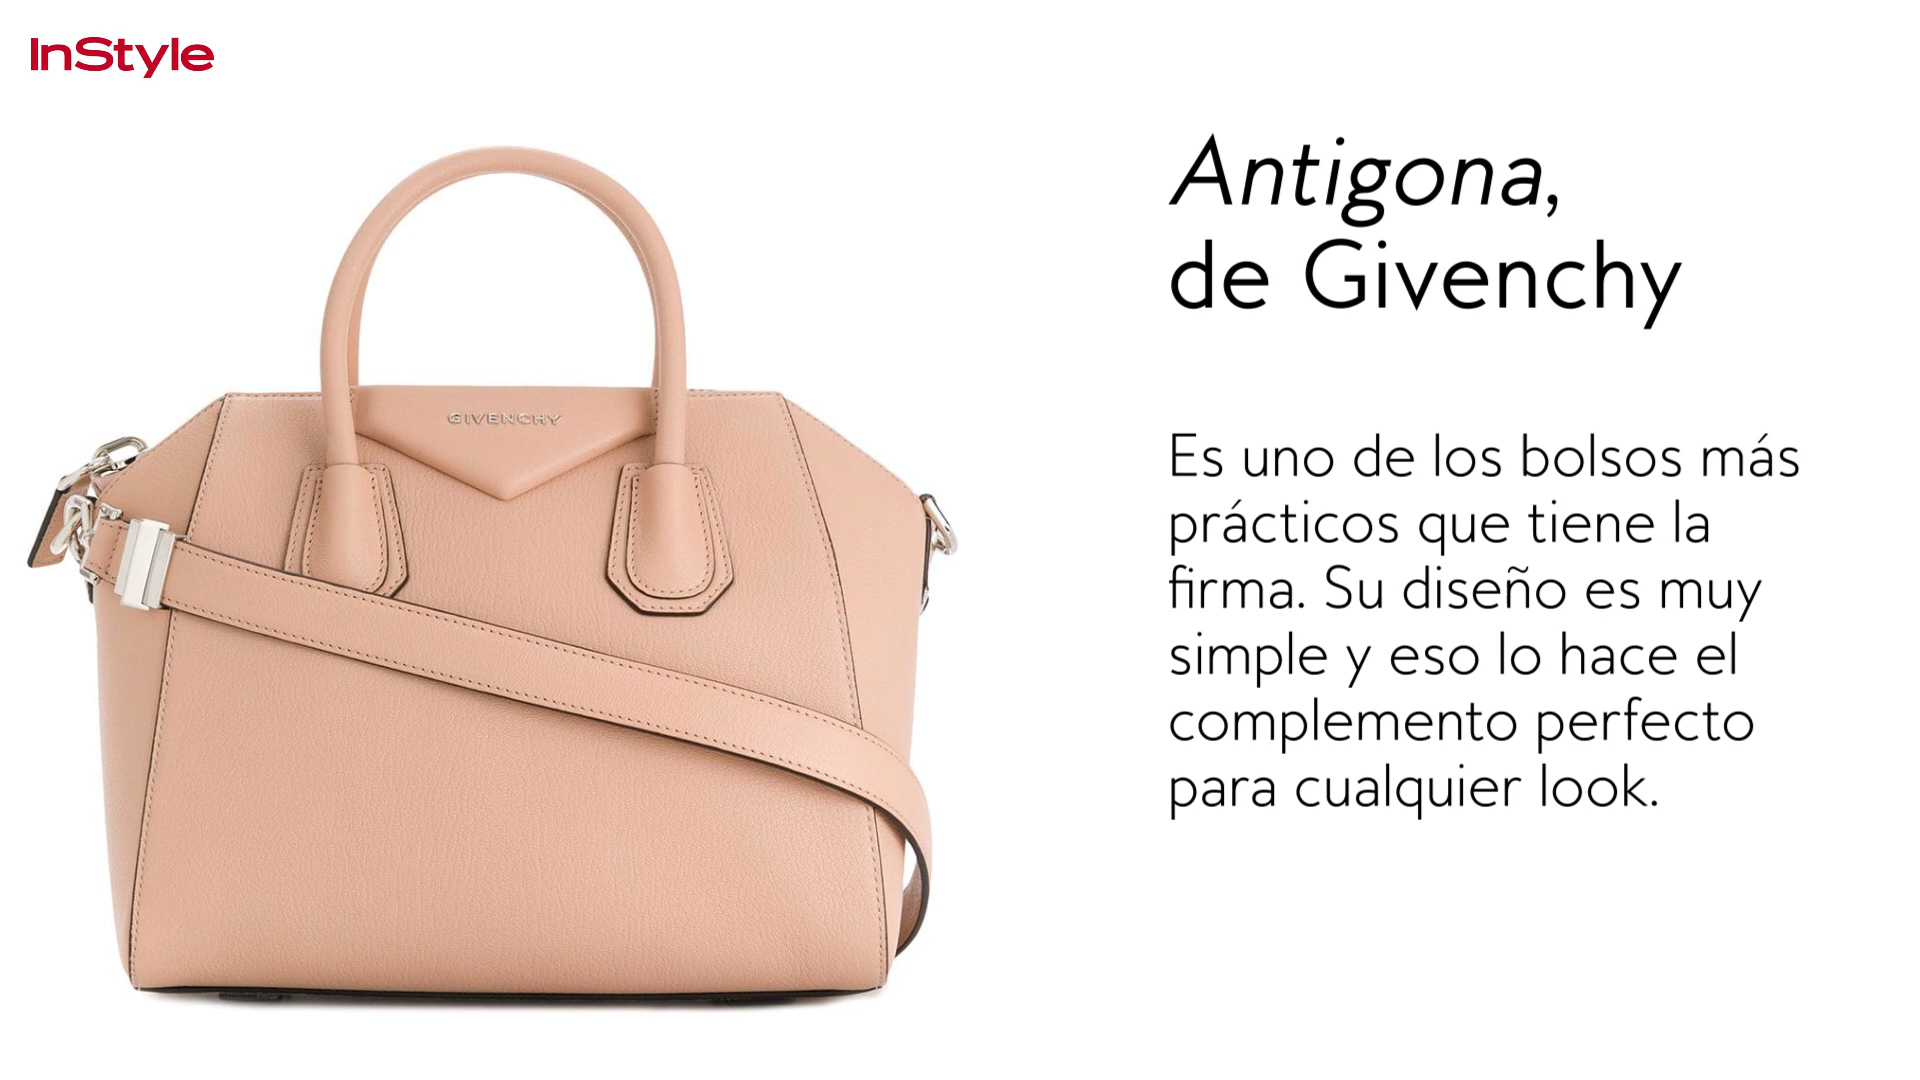 InStyle
GIVENCHY
Antigona,
de Givenchy
Es uno de los bolsos más
prácticos que tiene la
firma. Su diseño es muy
simple y eso lo hace el
complemento perfecto
para cualquier look.